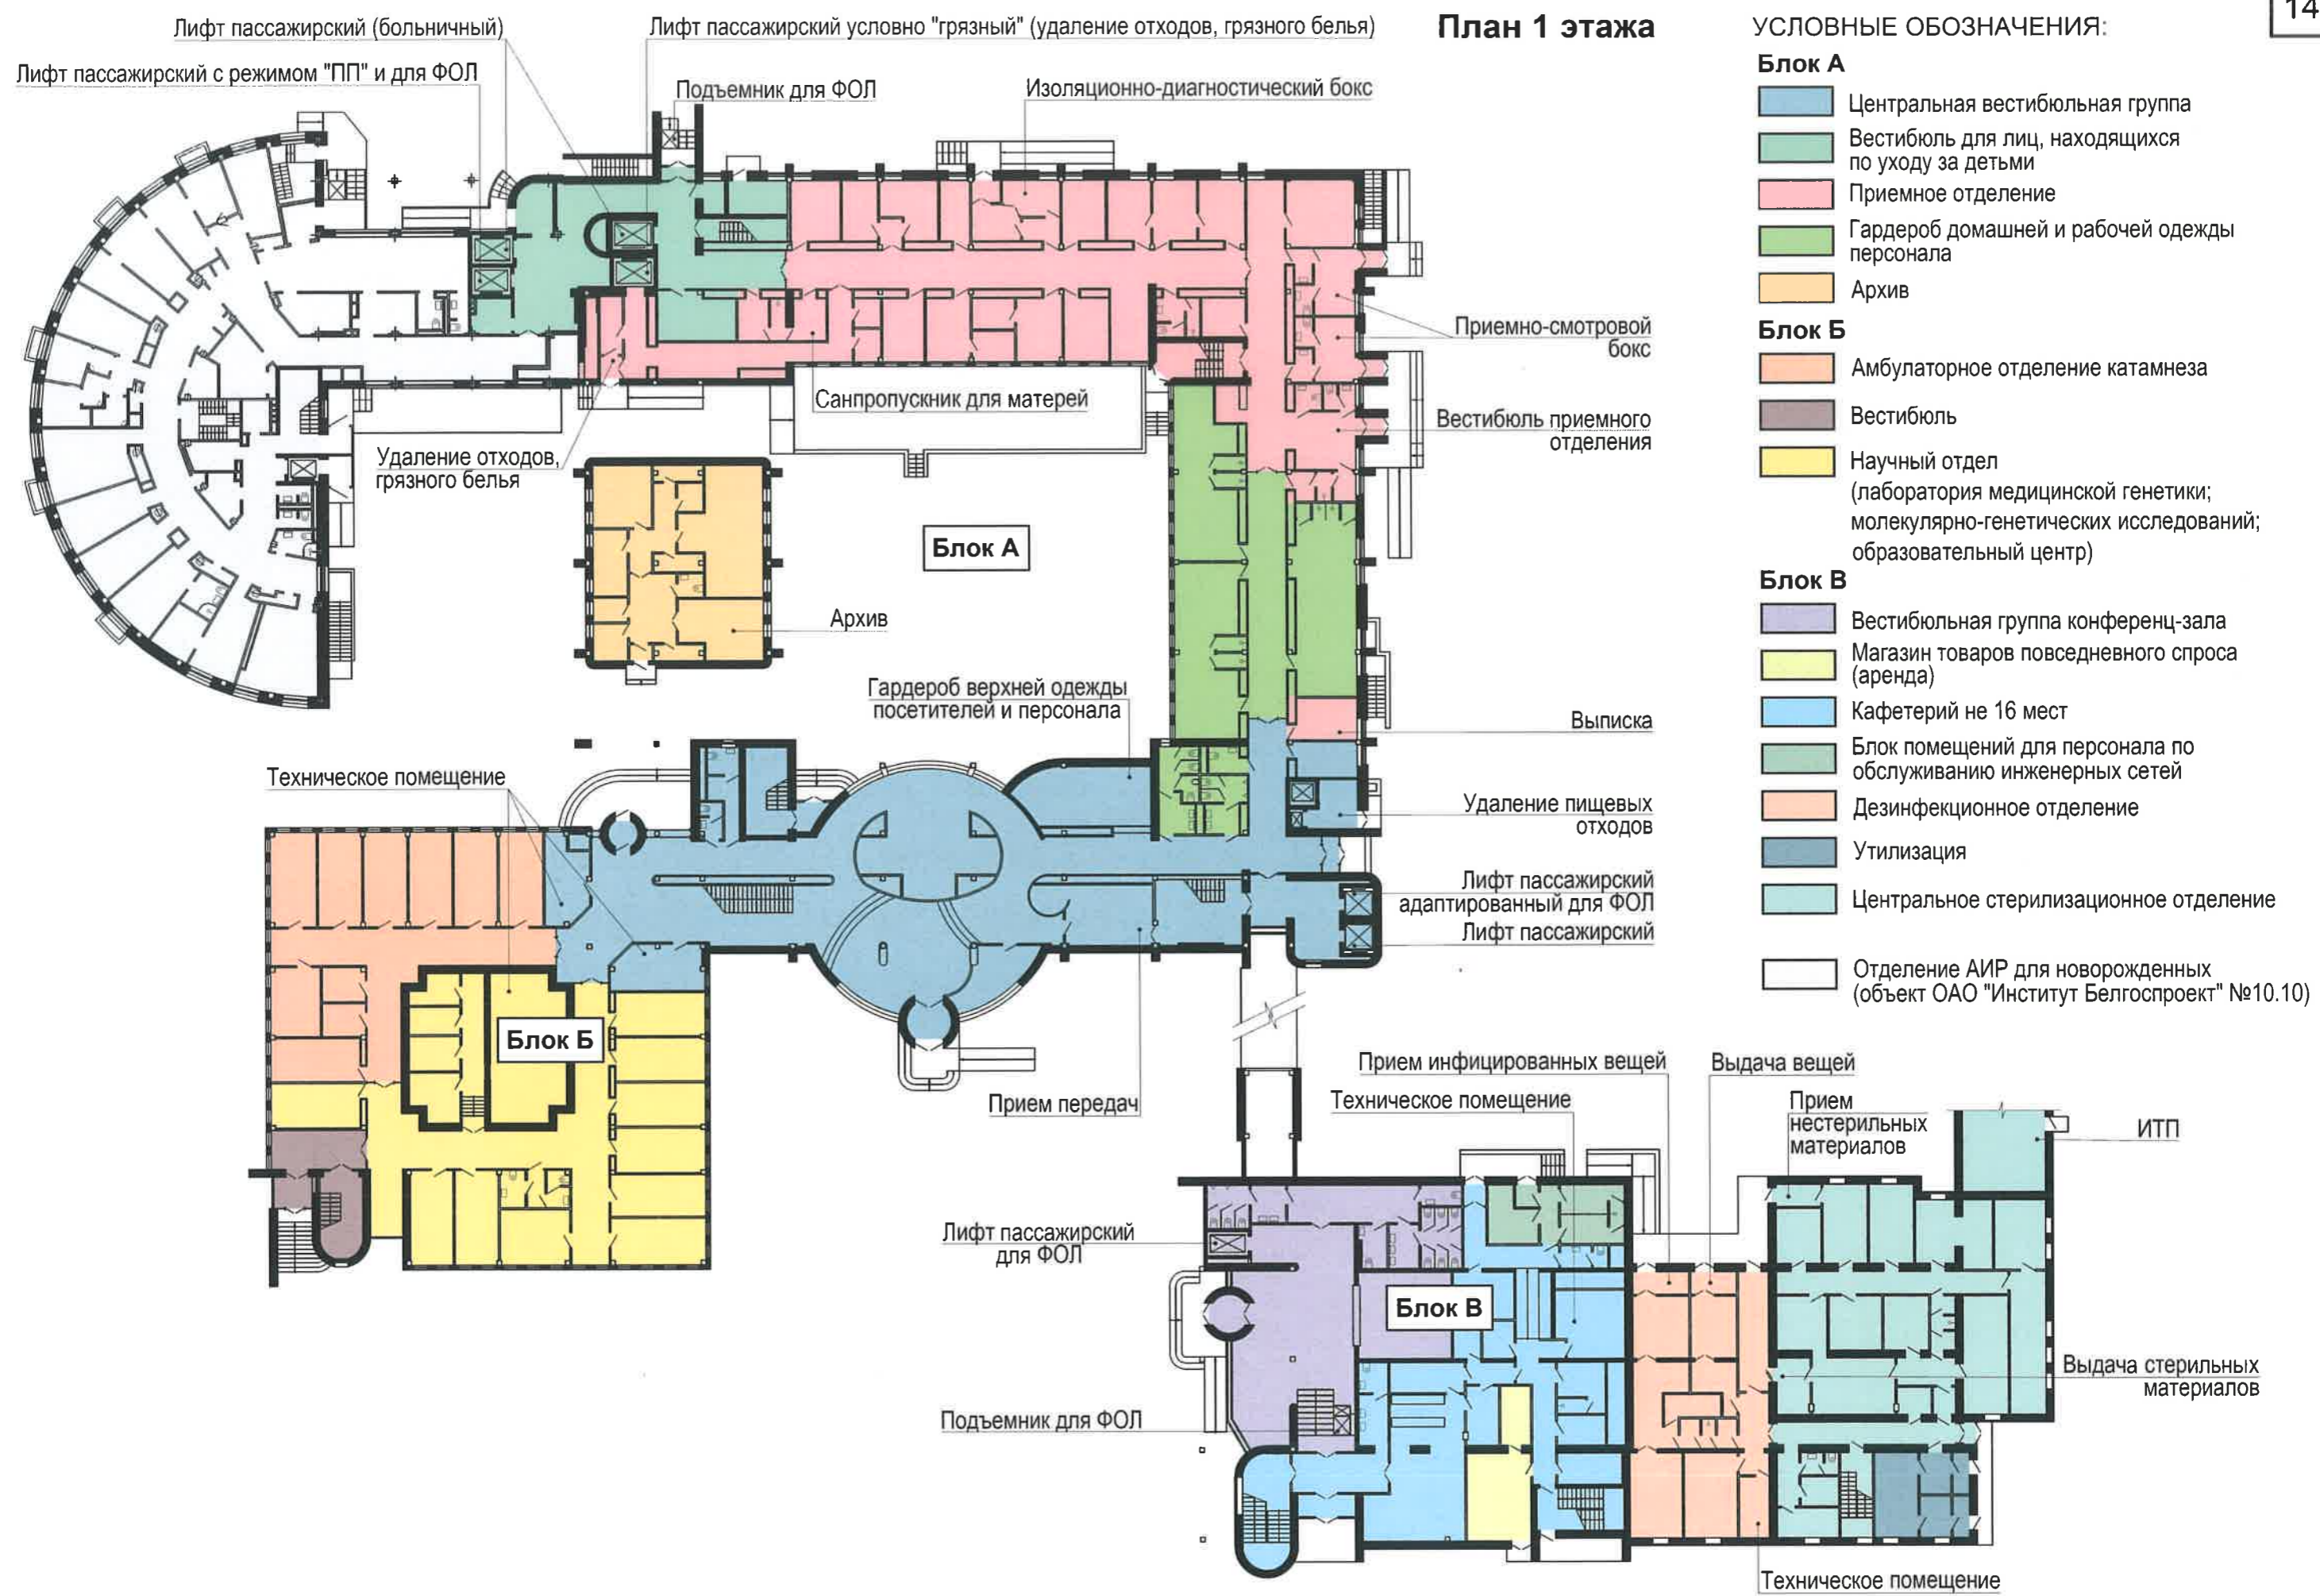 План 1 этажа
14
Лифт пассажирский (больничный)
Лифт пассажирский условно "грязный" (удаление отходов, грязного белья)
Лифт пассажирский с режимом "ПП" и для ФОЛ
Подъемник для ФОЛ
Изоляционно-диагностический бокс
Приемно-смотровой
бокс
Санпропускник для матерей
Вестибюль приемного
отделения
Удаление отходов,
грязного белья
Блок А
Архив
Гардероб верхней одежды
посетителей и персонала
Выписка
Техническое помещение
Удаление пищевых
отходов
Лифт пассажирский
адаптированный для ФОЛ
Лифт пассажирский
Блок Б
Прием передач
Прием инфицированных вещей
Выдача вещей
Техническое помещение
Прием
нестерильных
материалов
ИТП
Лифт пассажирский
для ФОЛ
Блок В
Выдача стерильных
материалов
Подъемник для ФОЛ
Техническое помещение
УСЛОВНЫЕ ОБОЗНАЧЕНИЯ:
Блок А
Центральная вестибюльная группа
Вестибюль для лиц, находящихся
по уходу за детьми
Приемное отделение
Гардероб домашней и рабочей одежды
персонала
Архив
Блок Б
Амбулаторное отделение катамнеза
Вестибюль
Научный отдел
(лаборатория медицинской генетики;
молекулярно-генетических исследований;
образовательный центр)
Блок В
Вестибюльная группа конференц-зала
Магазин товаров повседневного спроса
(аренда)
Кафетерий не 16 мест
Блок помещений для персонала по
обслуживанию инженерных сетей
Дезинфекционное отделение
Утилизация
Центральное стерилизационное отделение
Отделение АИР для новорожденных
(объект ОАО "Институт Белгоспроект" №10.10)